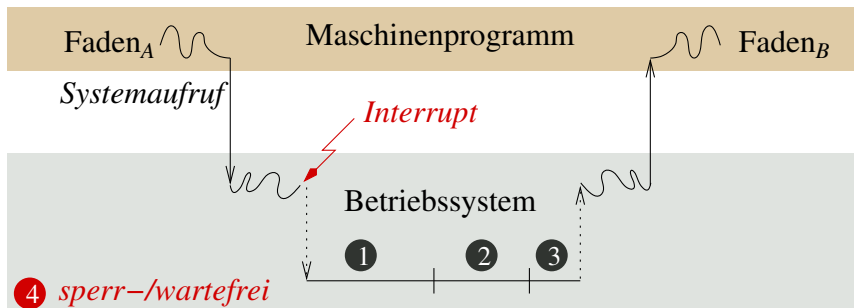 Faden_A Maschinenprogramm Faden_B
Systemaufruf
Interrupt
Betriebssystem
1 2 3
4 sperr−/wartefrei